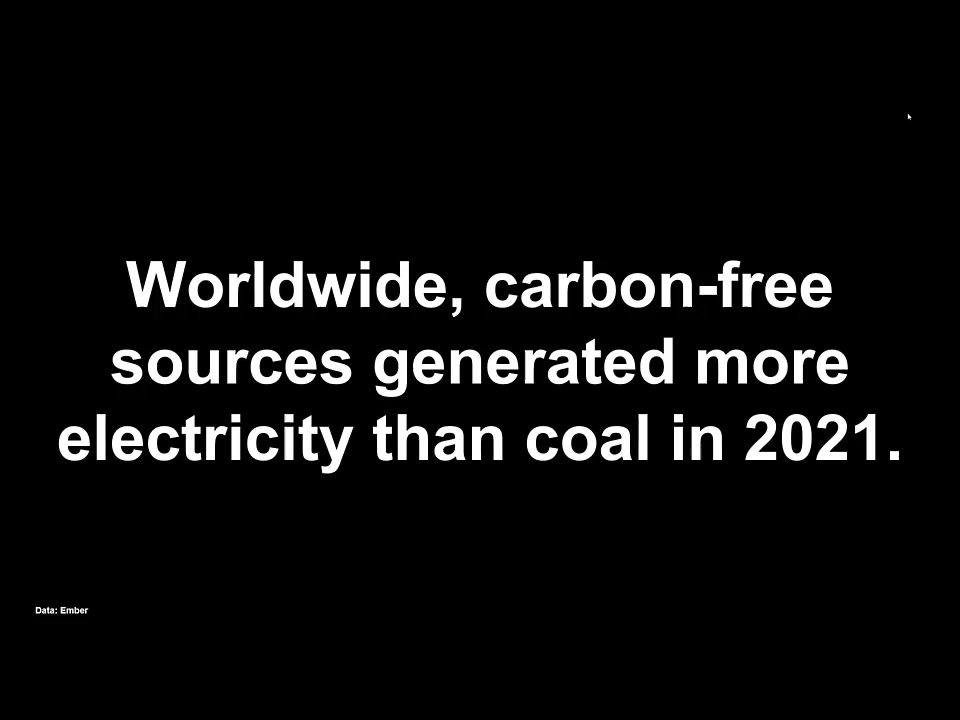 Worldwide, carbon-free
sources generated more
electricity than coal in 2021.
Data: Ember